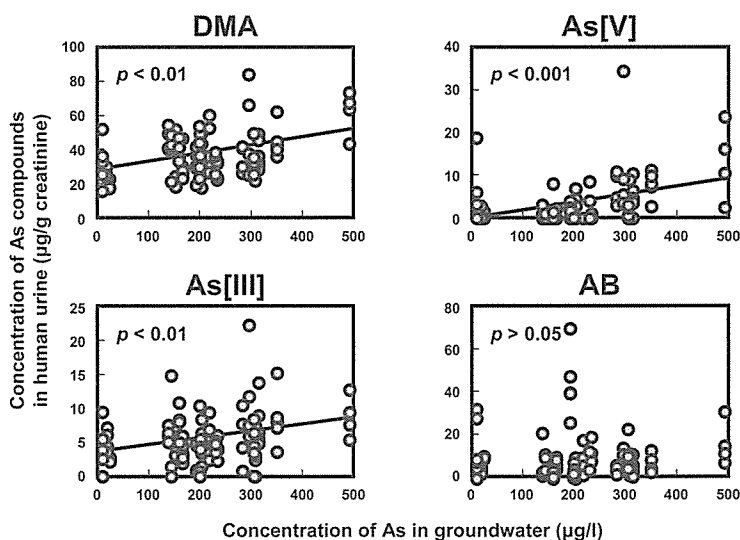 DMA
100
80
60
40
20
0
p < 0.01
0 100 200 300 400 500
As[V]
40
30
20
10
0
p < 0.001
0 100 200 300 400 500
Concentration of As compounds
in human urine (µg/g creatinine)
As[III]
25
20
15
10
5
0
p < 0.01
0 100 200 300 400 500
AB
80
60
40
20
0
p > 0.05
0 100 200 300 400 500
Concentration of As in groundwater (µg/l)